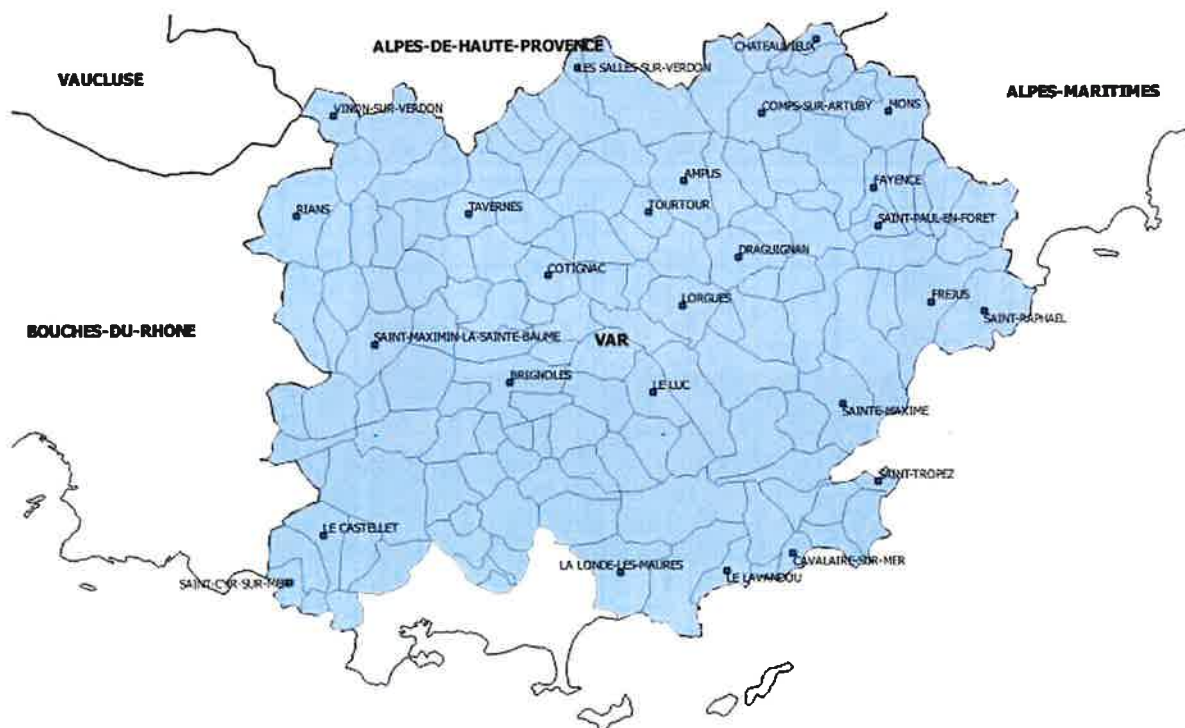 CHATEAUVIEUX
ALPES-DE-HAUTE-PROVENCE
LES SALLES-SUR-VERDON
VAUCLUSE
ALPES-MARITIMES
VINON-SUR-VERDON
COMPS-SUR-ARTUBY
MONS
AMPUS
FAYENCE
RIANS
TAVERNES
TOURTOUR
SAINT-PAUL-EN-FORET
DRAGUIGNAN
COTIGNAC
LORGUES
FREJUS
SAINT-RAPHAEL
BOUCHES-DU-RHONE
SAINT-MAXIMIN-LA-SAINTE-BAUME
VAR
BRIGNOLES
LE LUC
SAINTE-MAXIME
SAINT-TROPEZ
LE CASTELLET
CAVALAIRE-SUR-MER
LA LONDE-LES-MAURES
LE LAVANDOU
SAINT-CYR-SUR-MER